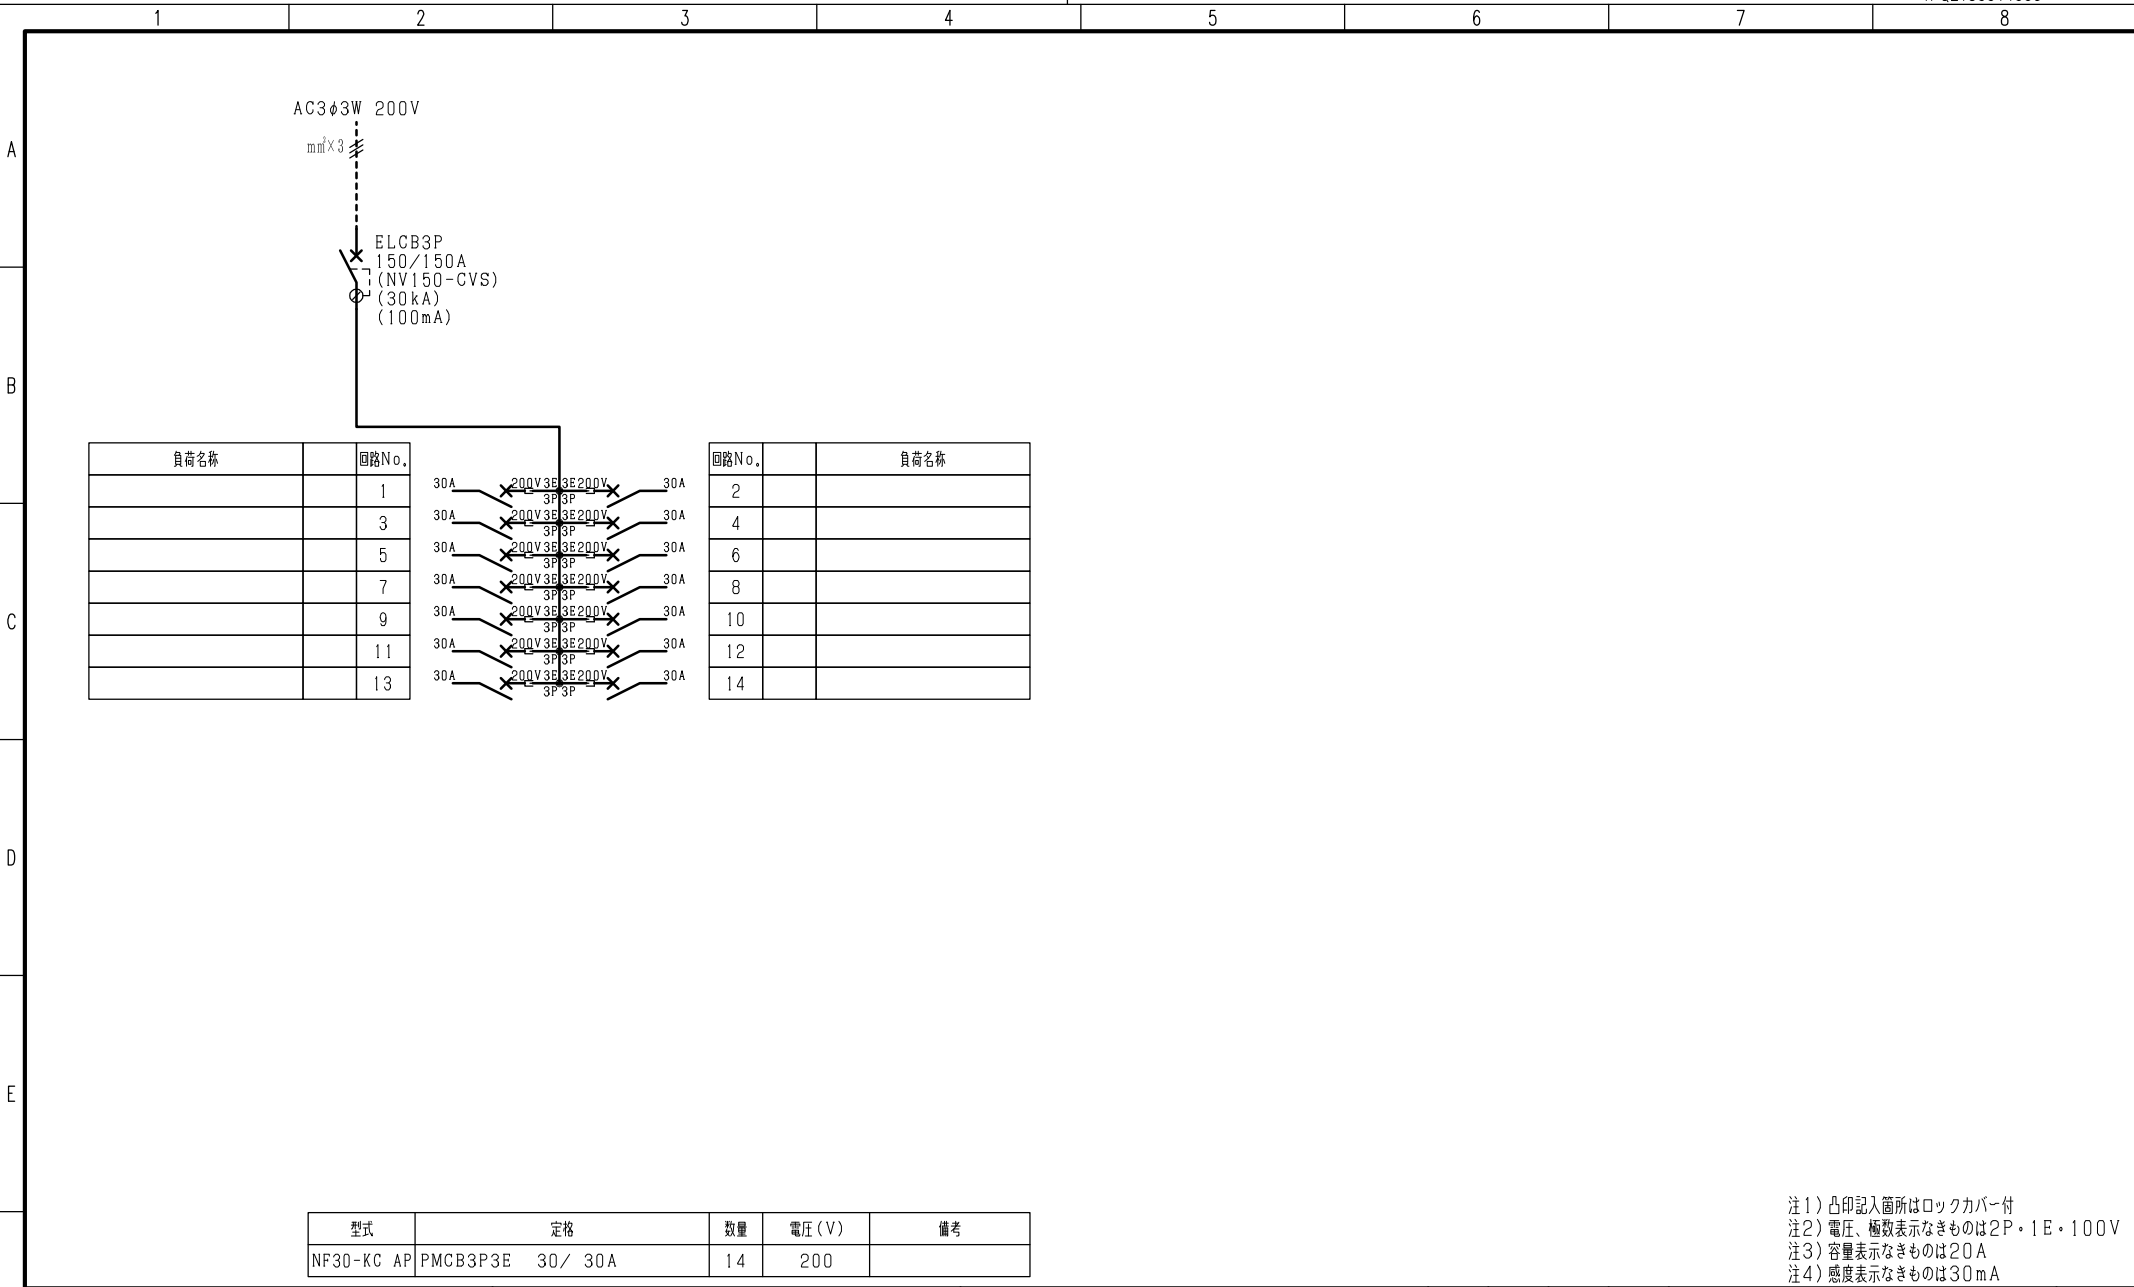 1 2 3 4 5 6 7 8
A
B
C
D
E
AC3φ3W 200V
mm²×3
ELCB3P
150/150A
(NV150-CVS)
(30kA)
(100mA)
負荷名称 回路No. 回路No. 負荷名称
1 30A 200V 3E 3E 200V 30A 2
3P 3P
3 30A 200V 3E 3E 200V 30A 4
3P 3P
5 30A 200V 3E 3E 200V 30A 6
3P 3P
7 30A 200V 3E 3E 200V 30A 8
3P 3P
9 30A 200V 3E 3E 200V 30A 10
3P 3P
11 30A 200V 3E 3E 200V 30A 12
3P 3P
13 30A 200V 3E 3E 200V 30A 14
3P 3P
型式 定格 数量 電圧(V) 備考
NF30-KC AP PMCB3P3E 30/ 30A 14 200
注1)凸印記入箇所はロックカバー付
注2)電圧、極数表示なきものは2P・1E・100V
注3)容量表示なきものは20A
注4)感度表示なきものは30mA